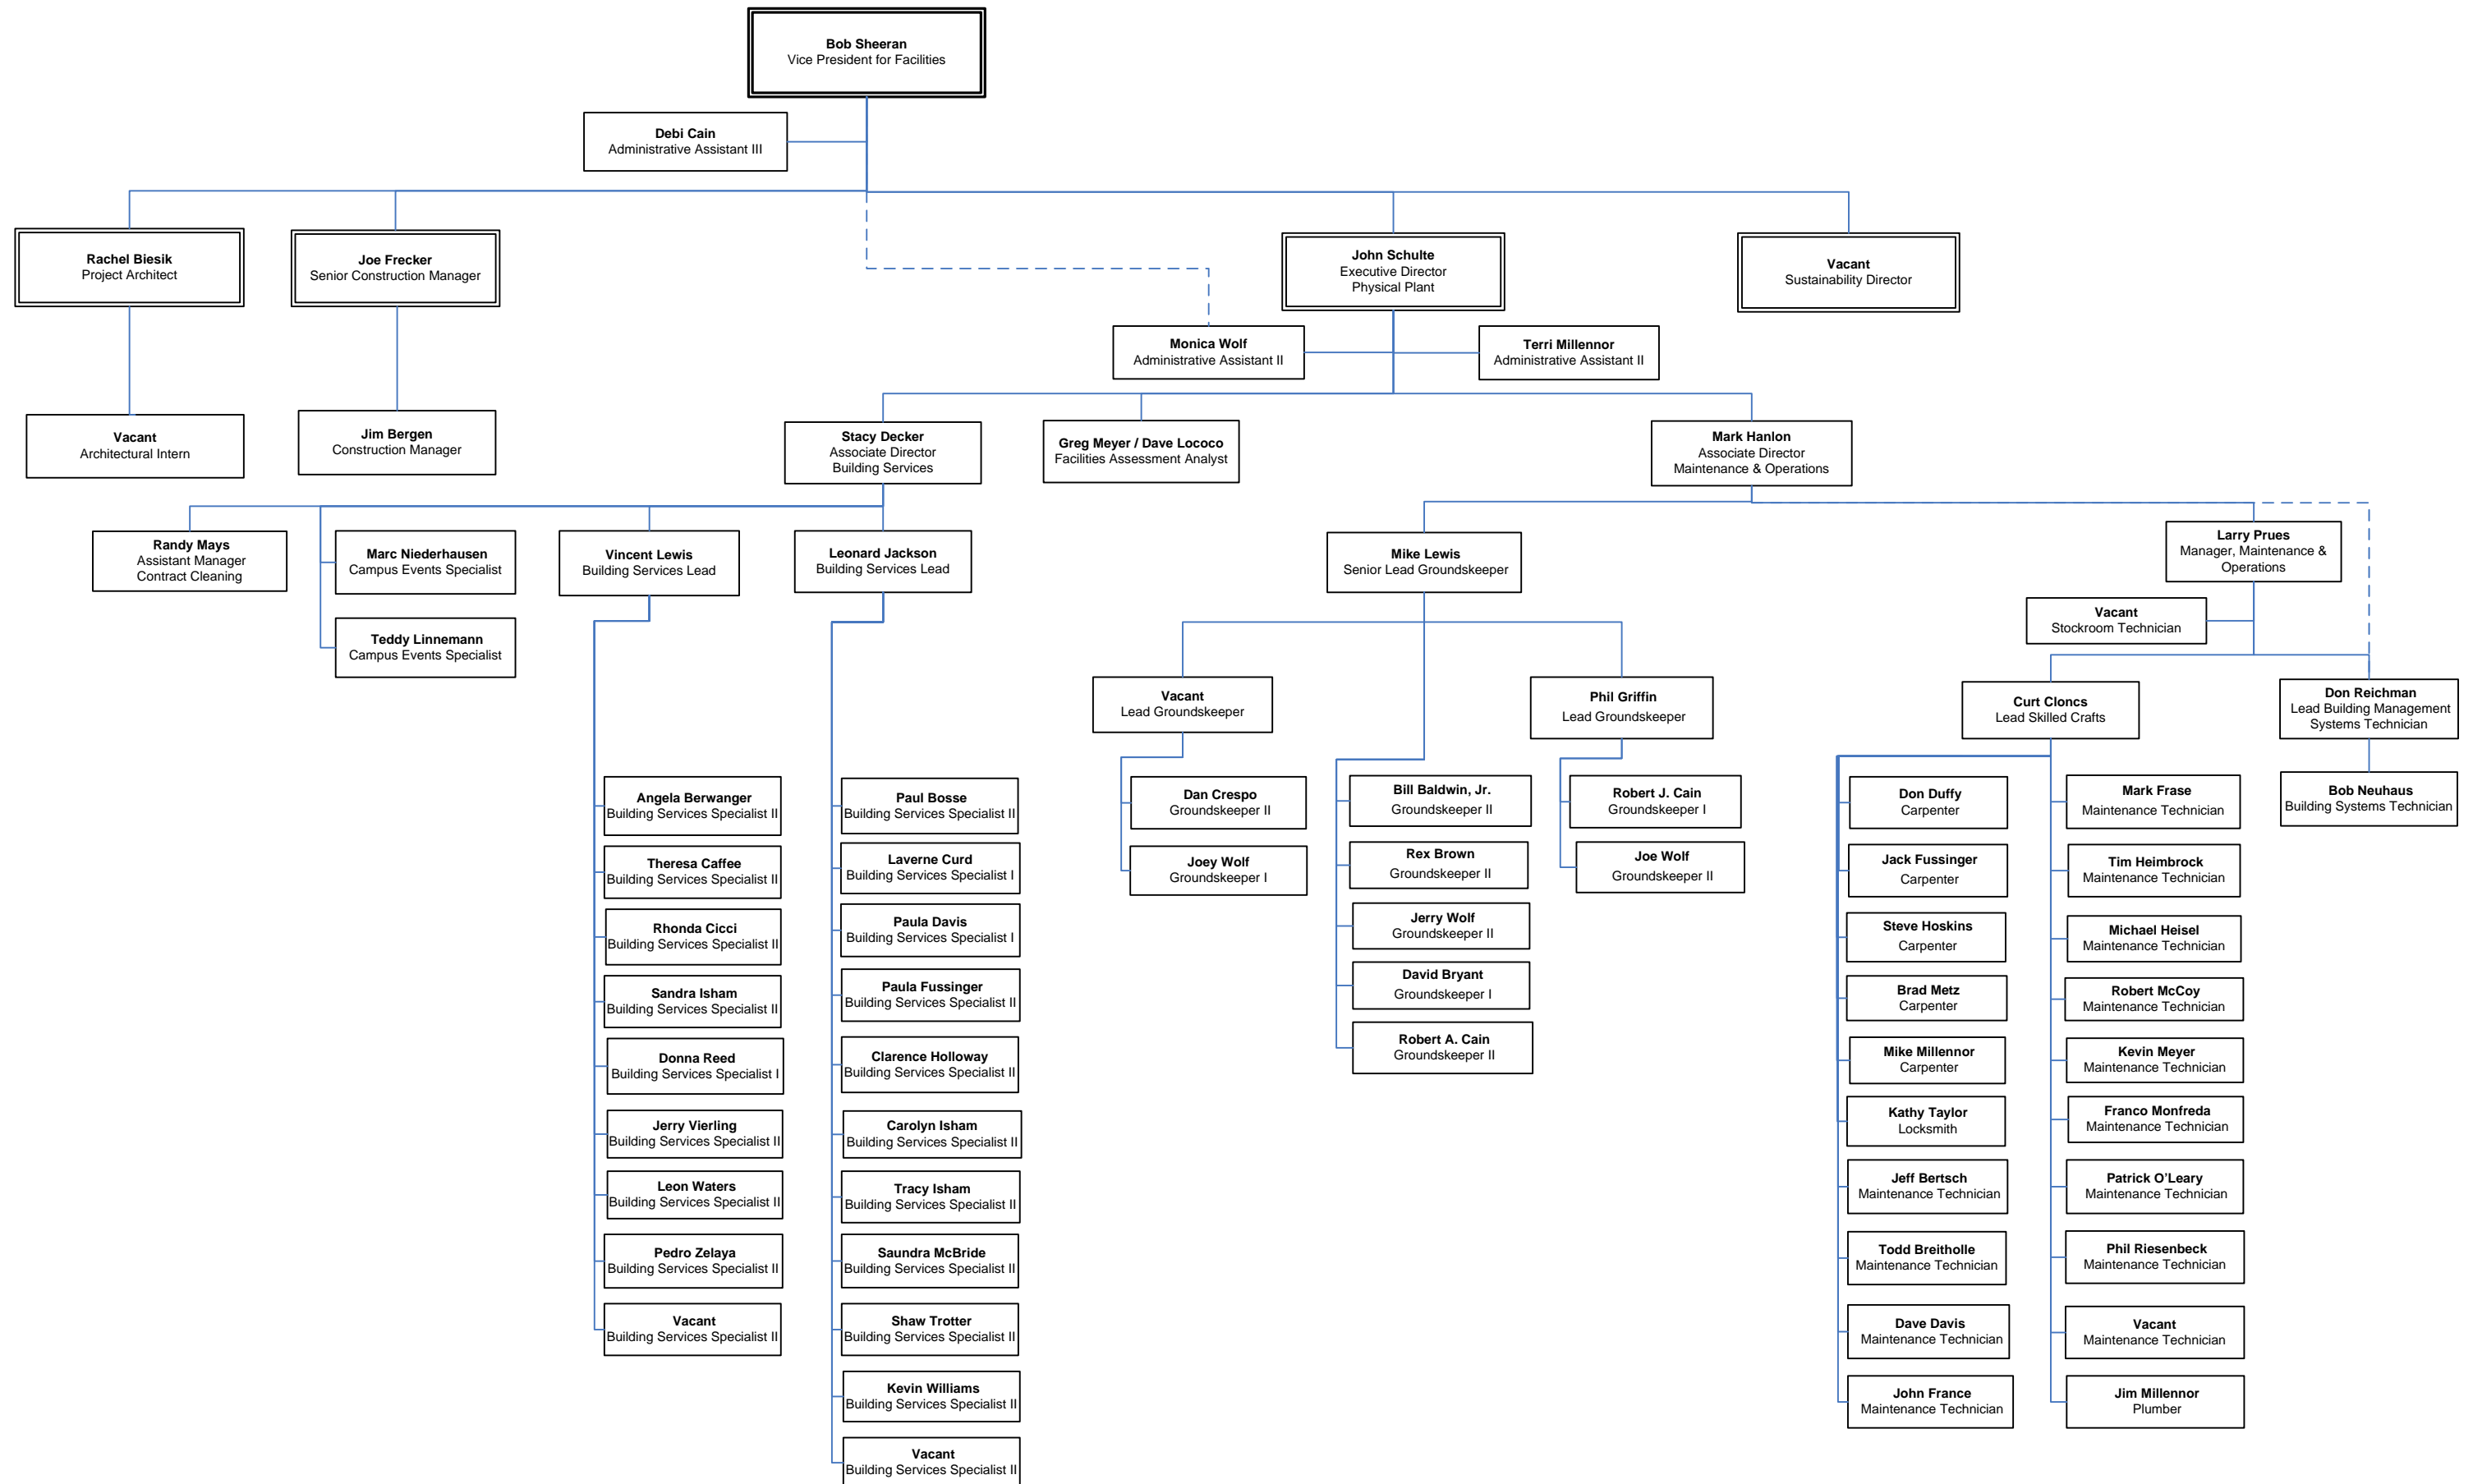 Bob Sheeran
Vice President for Facilities
Debi Cain
Administrative Assistant III
Rachel Biesik
Project Architect
Joe Frecker
Senior Construction Manager
John Schulte
Executive Director
Physical Plant
Vacant
Sustainability Director
Monica Wolf
Administrative Assistant II
Terri Millennor
Administrative Assistant II
Vacant
Architectural Intern
Jim Bergen
Construction Manager
Stacy Decker
Associate Director
Building Services
Greg Meyer / Dave Lococo
Facilities Assessment Analyst
Mark Hanlon
Associate Director
Maintenance & Operations
Randy Mays
Assistant Manager
Contract Cleaning
Marc Niederhausen
Campus Events Specialist
Teddy Linnemann
Campus Events Specialist
Vincent Lewis
Building Services Lead
Leonard Jackson
Building Services Lead
Mike Lewis
Senior Lead Groundskeeper
Larry Prues
Manager, Maintenance &
Operations
Vacant
Stockroom Technician
Vacant
Lead Groundskeeper
Phil Griffin
Lead Groundskeeper
Curt Cloncs
Lead Skilled Crafts
Don Reichman
Lead Building Management
Systems Technician
Angela Berwanger
Building Services Specialist II
Theresa Caffee
Building Services Specialist II
Rhonda Cicci
Building Services Specialist II
Sandra Isham
Building Services Specialist II
Donna Reed
Building Services Specialist I
Jerry Vierling
Building Services Specialist II
Leon Waters
Building Services Specialist II
Pedro Zelaya
Building Services Specialist II
Vacant
Building Services Specialist II
Paul Bosse
Building Services Specialist II
Laverne Curd
Building Services Specialist I
Paula Davis
Building Services Specialist I
Paula Fussinger
Building Services Specialist II
Clarence Holloway
Building Services Specialist II
Carolyn Isham
Building Services Specialist II
Tracy Isham
Building Services Specialist II
Saundra McBride
Building Services Specialist II
Shaw Trotter
Building Services Specialist II
Kevin Williams
Building Services Specialist II
Vacant
Building Services Specialist II
Dan Crespo
Groundskeeper II
Joey Wolf
Groundskeeper I
Bill Baldwin, Jr.
Groundskeeper II
Rex Brown
Groundskeeper II
Jerry Wolf
Groundskeeper II
David Bryant
Groundskeeper I
Robert A. Cain
Groundskeeper II
Robert J. Cain
Groundskeeper I
Joe Wolf
Groundskeeper II
Don Duffy
Carpenter
Jack Fussinger
Carpenter
Steve Hoskins
Carpenter
Brad Metz
Carpenter
Mike Millennor
Carpenter
Kathy Taylor
Locksmith
Jeff Bertsch
Maintenance Technician
Todd Breitholle
Maintenance Technician
Dave Davis
Maintenance Technician
John France
Maintenance Technician
Mark Frase
Maintenance Technician
Tim Heimbrock
Maintenance Technician
Michael Heisel
Maintenance Technician
Robert McCoy
Maintenance Technician
Kevin Meyer
Maintenance Technician
Franco Monfreda
Maintenance Technician
Patrick O'Leary
Maintenance Technician
Phil Riesenbeck
Maintenance Technician
Vacant
Maintenance Technician
Jim Millennor
Plumber
Bob Neuhaus
Building Systems Technician